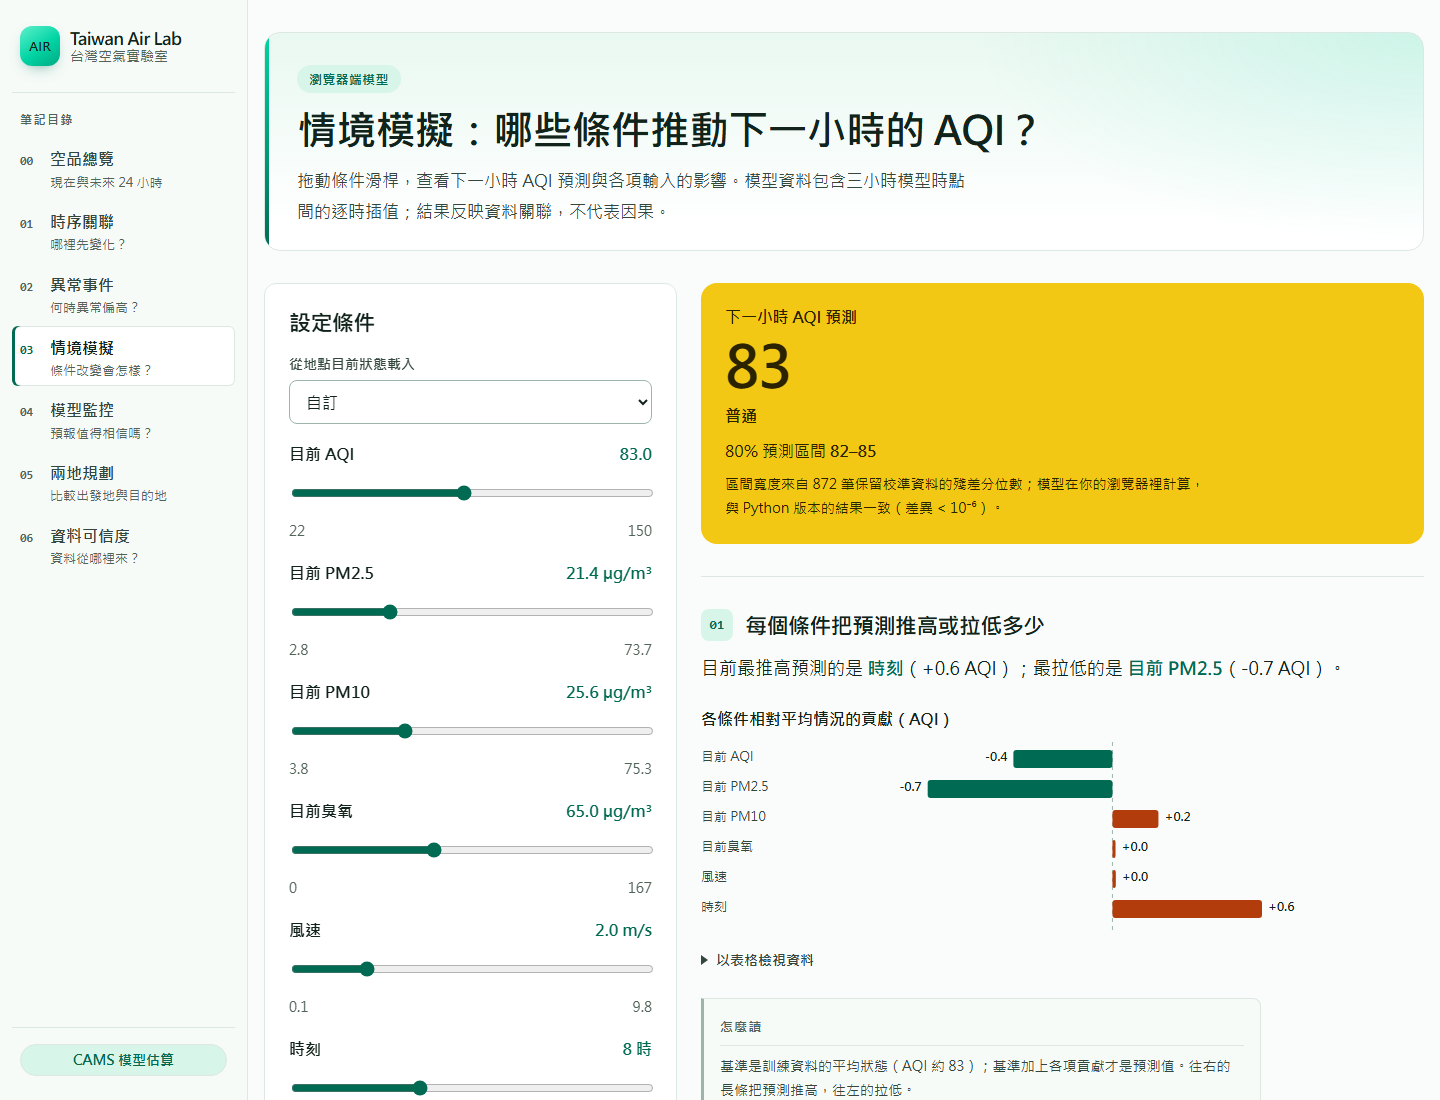 AIR
Taiwan Air Lab
台灣空氣實驗室
筆記目錄
00 空品總覽
現在與未來 24 小時
01 時序關聯
哪裡先變化？
02 異常事件
何時異常偏高？
03 情境模擬
條件改變會怎樣？
04 模型監控
預報值得相信嗎？
05 兩地規劃
比較出發地與目的地
06 資料可信度
資料從哪裡來？
CAMS 模型估算
瀏覽器端模型
情境模擬：哪些條件推動下一小時的 AQI？
拖動條件滑桿，查看下一小時 AQI 預測與各項輸入的影響。模型資料包含三小時模型時點
間的逐時插值；結果反映資料關聯，不代表因果。
設定條件
從地點目前狀態載入
自訂
目前 AQI 83.0
22 150
目前 PM2.5 21.4 μg/m³
2.8 73.7
目前 PM10 25.6 μg/m³
3.8 75.3
目前臭氧 65.0 μg/m³
0 167
風速 2.0 m/s
0.1 9.8
時刻 8 時
下一小時 AQI 預測
83
普通
80% 預測區間 82–85
區間寬度來自 872 筆保留校準資料的殘差分位數；模型在你的瀏覽器裡計算，
與 Python 版本的結果一致（差異 < 10⁻⁶）。
01 每個條件把預測推高或拉低多少
目前最推高預測的是 時刻（+0.6 AQI）；最拉低的是 目前 PM2.5（-0.7 AQI）。
各條件相對平均情況的貢獻（AQI）
目前 AQI -0.4
目前 PM2.5 -0.7
目前 PM10 +0.2
目前臭氧 +0.0
風速 +0.0
時刻 +0.6
▶ 以表格檢視資料
怎麼讀
基準是訓練資料的平均狀態（AQI 約 83）；基準加上各項貢獻才是預測值。往右的
長條把預測推高，往左的拉低。